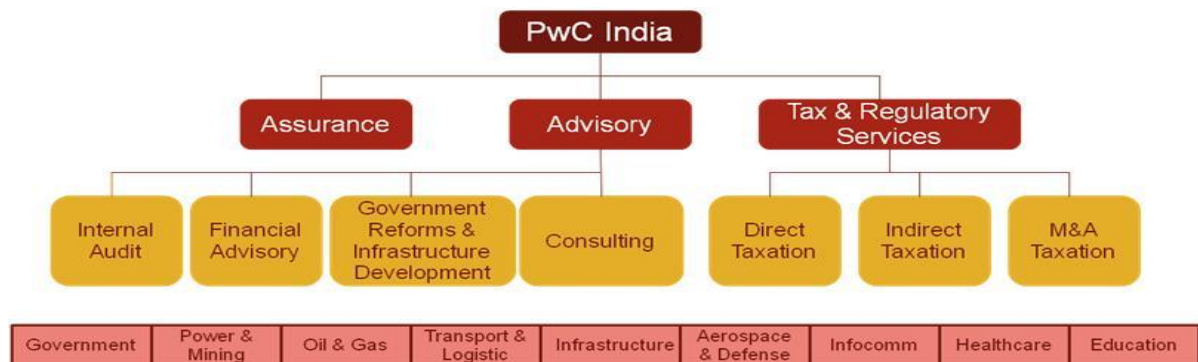 PwC India
Assurance
Advisory
Tax & Regulatory
Services
Internal
Audit
Financial
Advisory
Government
Reforms &
Infrastructure
Development
Consulting
Direct
Taxation
Indirect
Taxation
M&A
Taxation
Government
Power &
Mining
Oil & Gas
Transport &
Logistic
Infrastructure
Aerospace
& Defense
Infocomm
Healthcare
Education